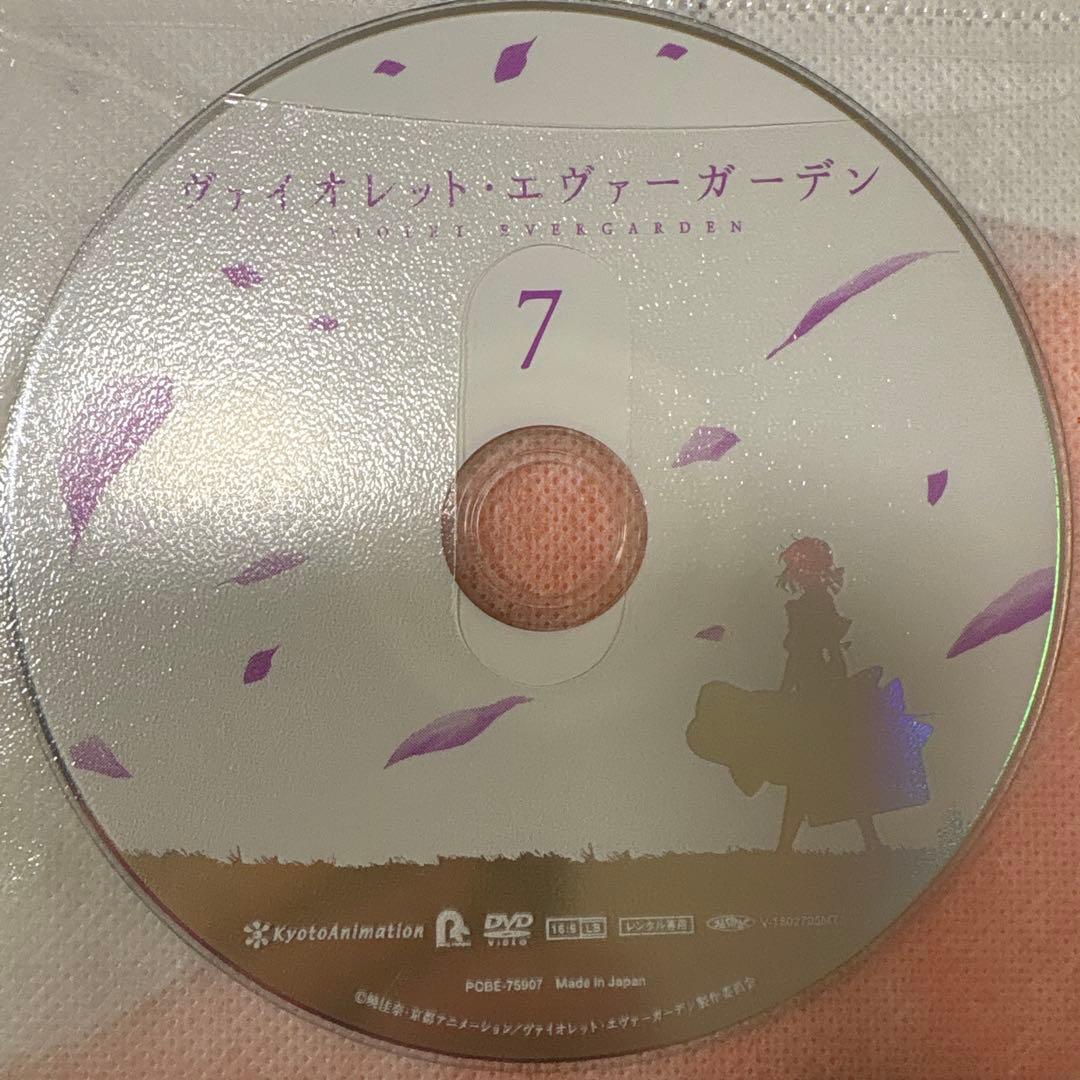 ヴァイオレット・エヴァーガーデン
VIOLET EVERGARDEN
7
KyotoAnimation DVD VIDEO 16:9 LB レンタル専用
PCBE-75907 Made in Japan
©暁佳奈・京都アニメーション/ヴァイオレット・エヴァーガーデン製作委員会